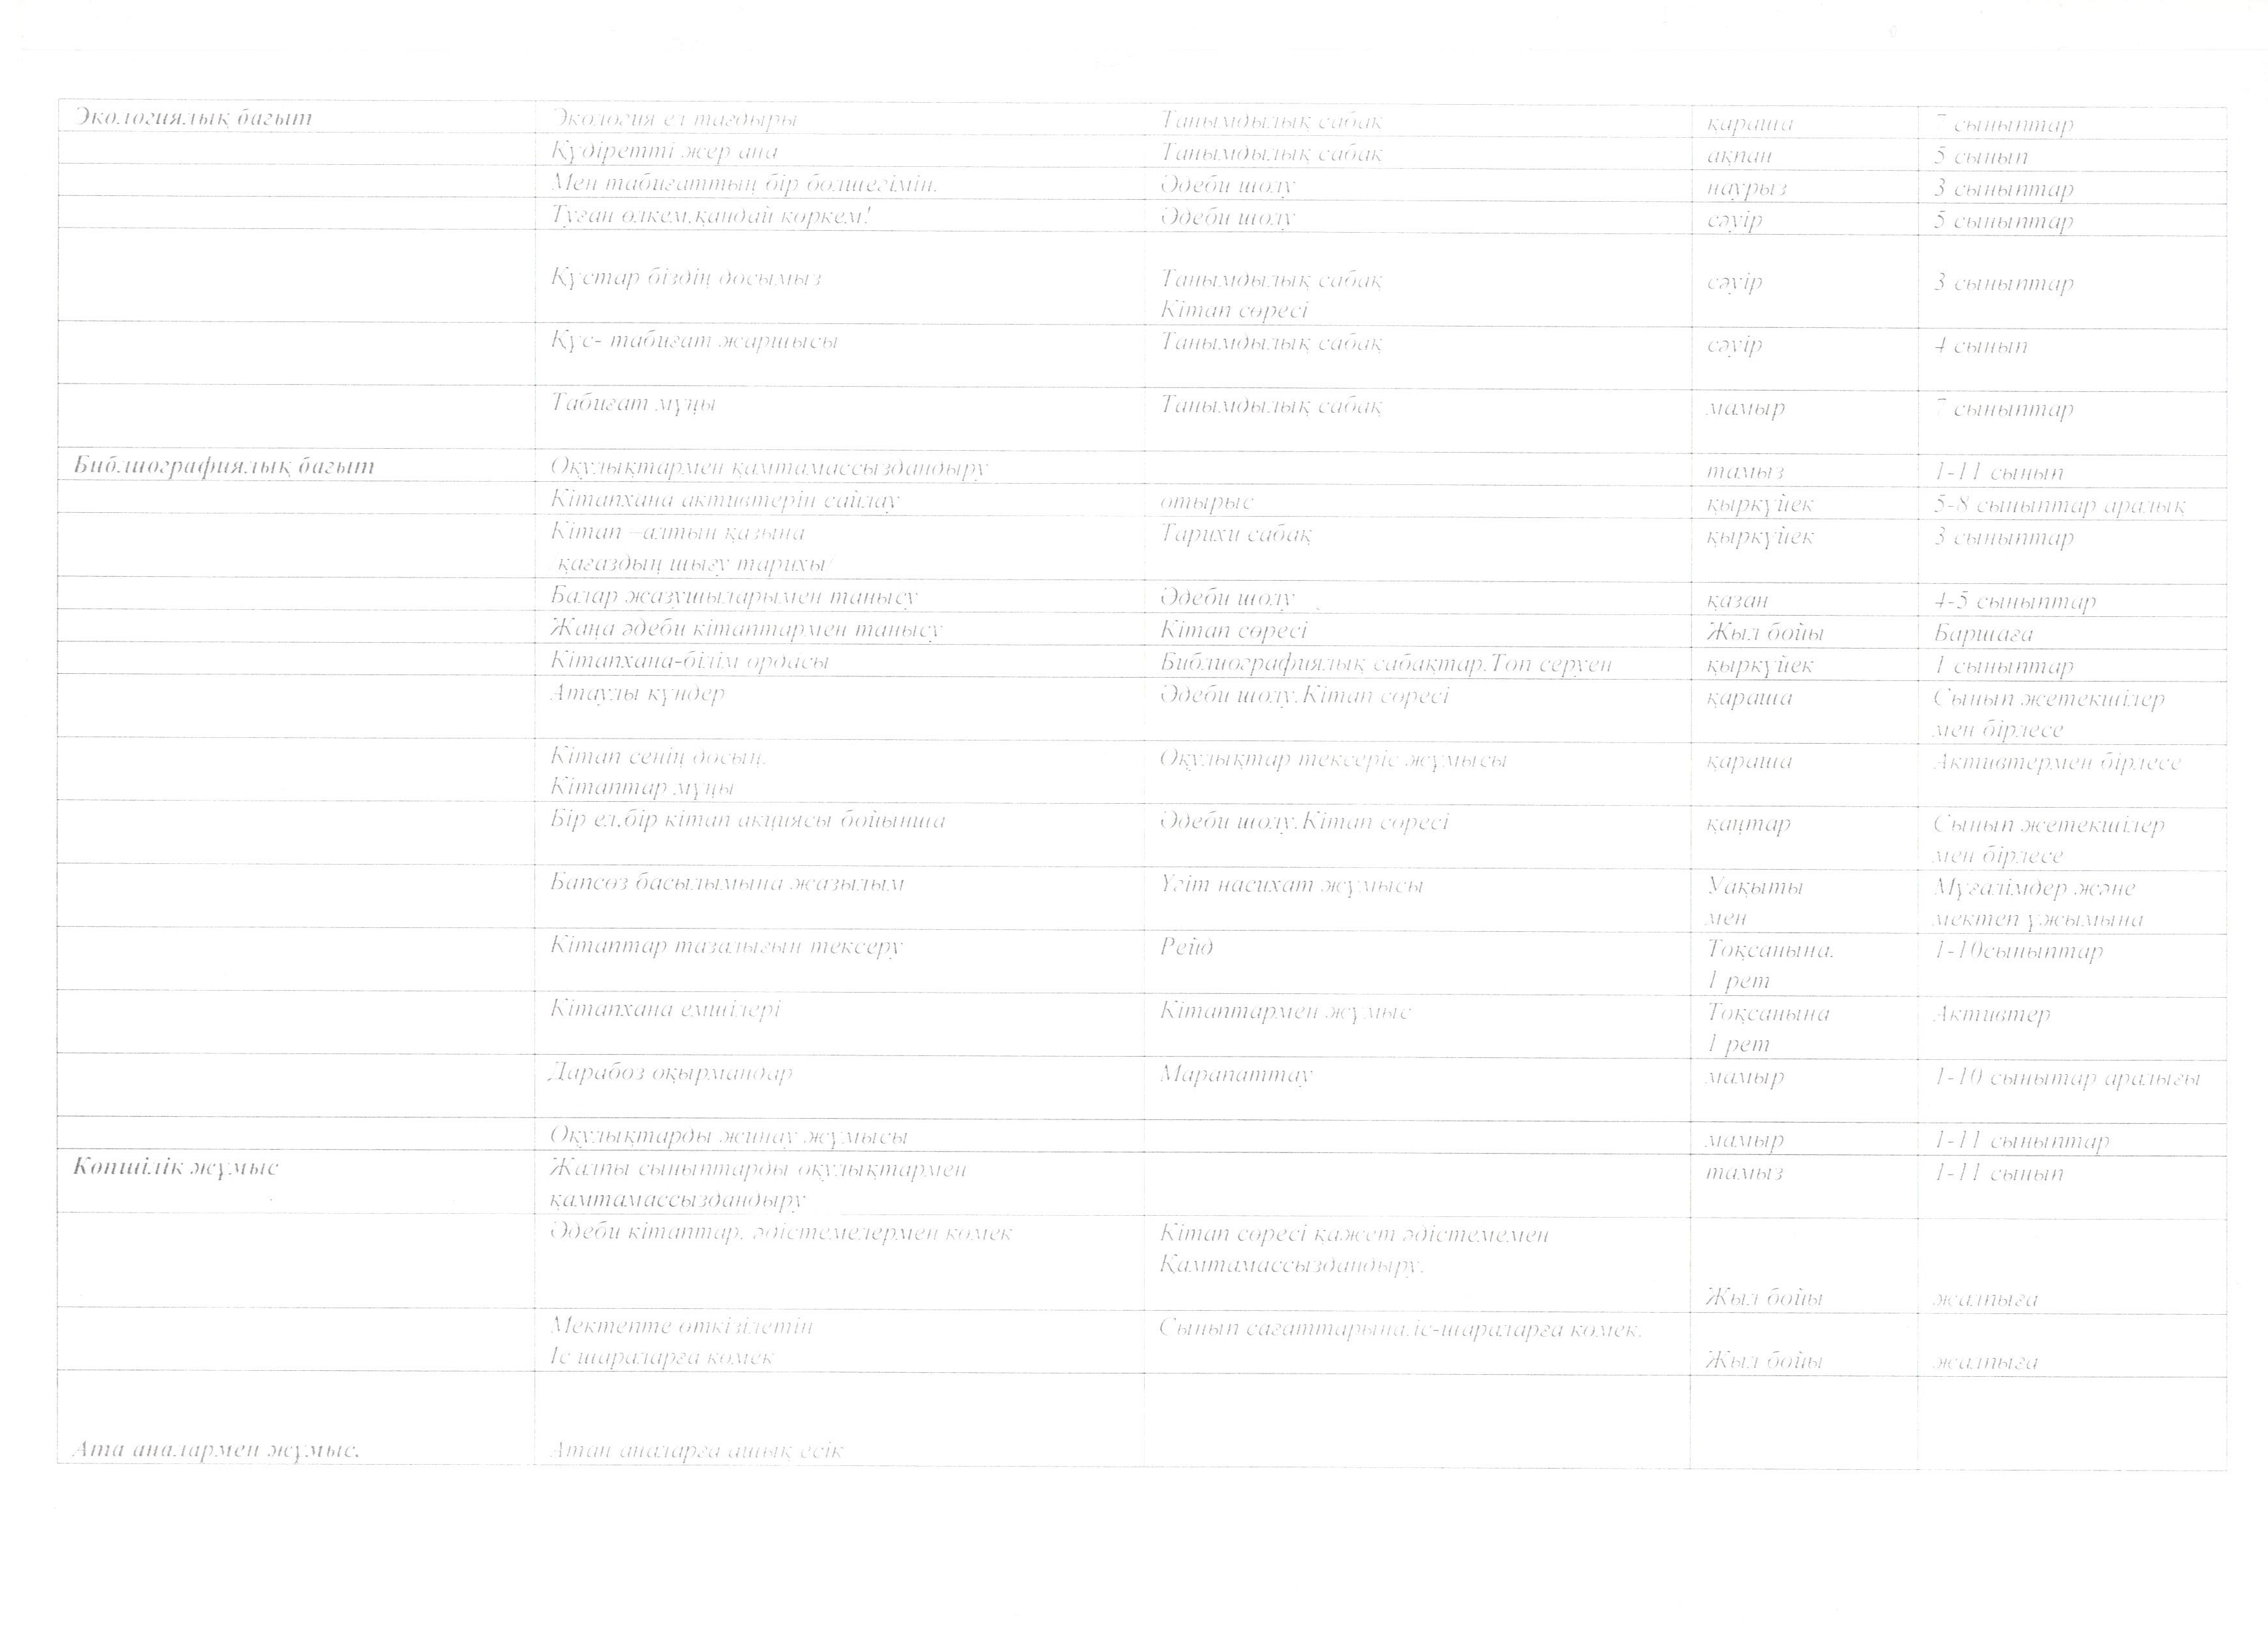 Экологиялық бағыт Экология ел тағдыры Танымдылық сабақ қараша 7 сыныптар
Құдіретті жер ана Танымдылық сабақ ақпан 5 сынып
Мен табиғаттың бір бөлшегімін. Әдеби шолу наурыз 3 сыныптар
Туған өлкем,қандай көркем! Әдеби шолу сәуір 5 сыныптар
Құстар біздің досымыз Танымдылық сабақ сәуір 3 сыныптар
Кітап сөресі
Құс- табиғат жаршысы Танымдылық сабақ сәуір 4 сынып
Табиғат мұңы Танымдылық сабақ мамыр 7 сыныптар
Библиографиялық бағыт Оқулықтармен қамтамассыздандыру тамыз 1-11 сынып
Кітапхана активтерін сайлау отырыс қыркүйек 5-8 сыныптар аралық
Кітап –алтын қазына Тарихи сабақ қыркүйек 3 сыныптар
/қағаздың шығу тарихы/
Балар жазушыларымен танысу Әдеби шолу қазан 4-5 сыныптар
Жаңа әдеби кітаптармен танысу Кітап сөресі Жыл бойы Баршаға
Кітапхана-білім ордасы Библиографиялық сабақтар.Топ серуен қыркүйек 1 сыныптар
Атаулы күндер Әдеби шолу.Кітап сөресі қараша Сынып жетекшілер
мен бірлесе
Кітап сенің досың. Оқулықтар тексеріс жұмысы қараша Активтермен бірлесе
Кітаптар мұңы
Бір ел,бір кітап акциясы бойынша Әдеби шолу.Кітап сөресі қаңтар Сынып жетекшілер
мен бірлесе
Бапсөз басылымына жазылым Үгіт насихат жұмысы Уақыты Мұғалімдер және
мен мектеп ұжымына
Кітаптар тазалығын тексеру Рейд Тоқсанына. 1-10сыныптар
1 рет
Кітапхана емшілері Кітаптармен жұмыс Тоқсанына Активтер
1 рет
Дарабоз оқырмандар Марапаттау мамыр 1-10 сынытар аралығы
Оқулықтарды жинау жұмысы мамыр 1-11 сыныптар
Көпшілік жұмыс Жалпы сыныптарды оқулықтармен тамыз 1-11 сынып
қамтамассыздандыру
Әдеби кітаптар, әдістемелермен көмек Кітап сөресі қажет әдістемемен
Қамтамассыздандыру.
Жыл бойы жалпыға
Мектепте өткізілетін Сынып сағаттарына,іс-шараларға көмек.
Іс шараларға көмек Жыл бойы жалпыға
Ата аналармен жұмыс. Атап аналарға ашық есік